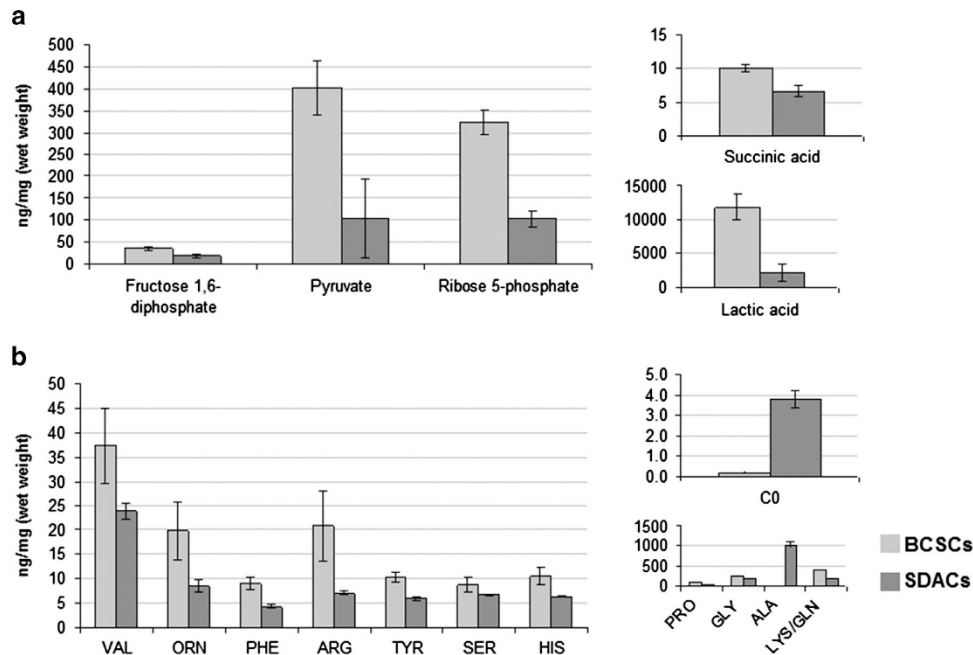 a
ng/mg (wet weight)
500
450
400
350
300
250
200
150
100
50
0
Fructose 1,6-
diphosphate
Pyruvate
Ribose 5-phosphate
15
10
5
0
Succinic acid
15000
10000
5000
0
Lactic acid
b
ng/mg (wet weight)
50
45
40
35
30
25
20
15
10
5
0
VAL
ORN
PHE
ARG
TYR
SER
HIS
5.0
4.0
3.0
2.0
1.0
0.0
C0
1500
1000
500
0
PRO
GLY
ALA
LYS/GLN
BCSCs
SDACs